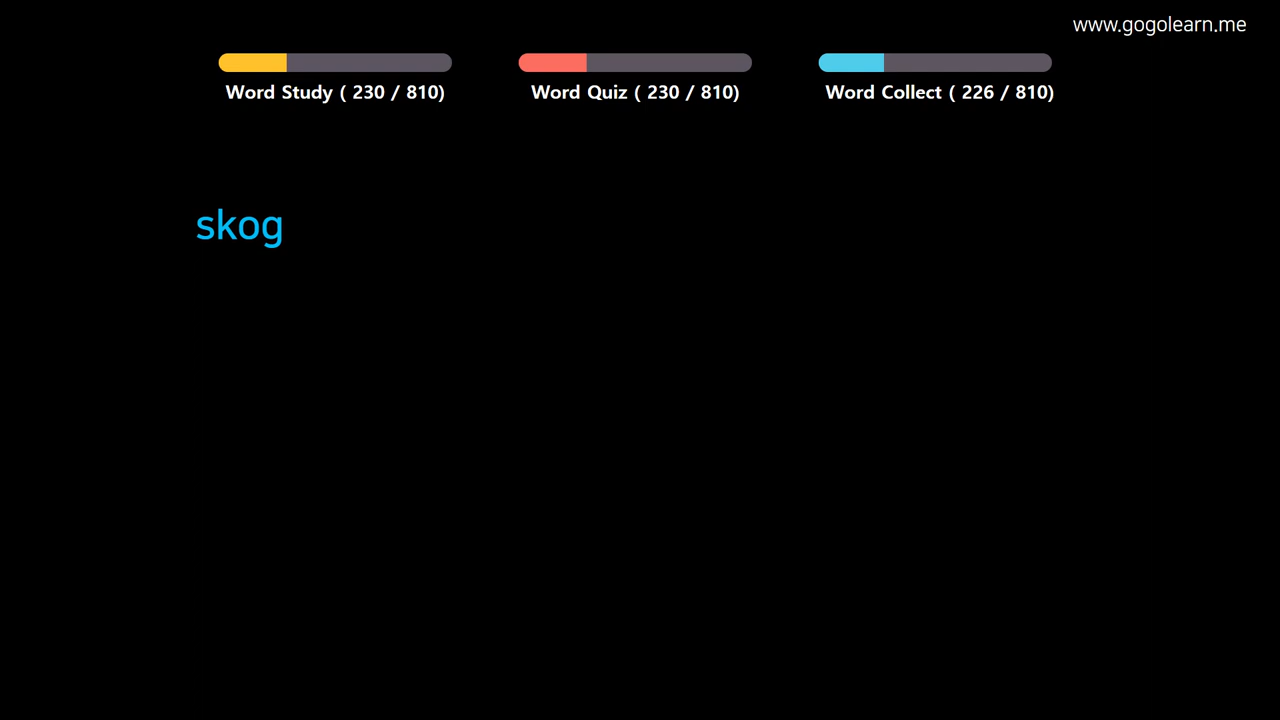 www.gogolearn.me
Word Study ( 230 / 810)
Word Quiz ( 230 / 810)
Word Collect ( 226 / 810)
skog